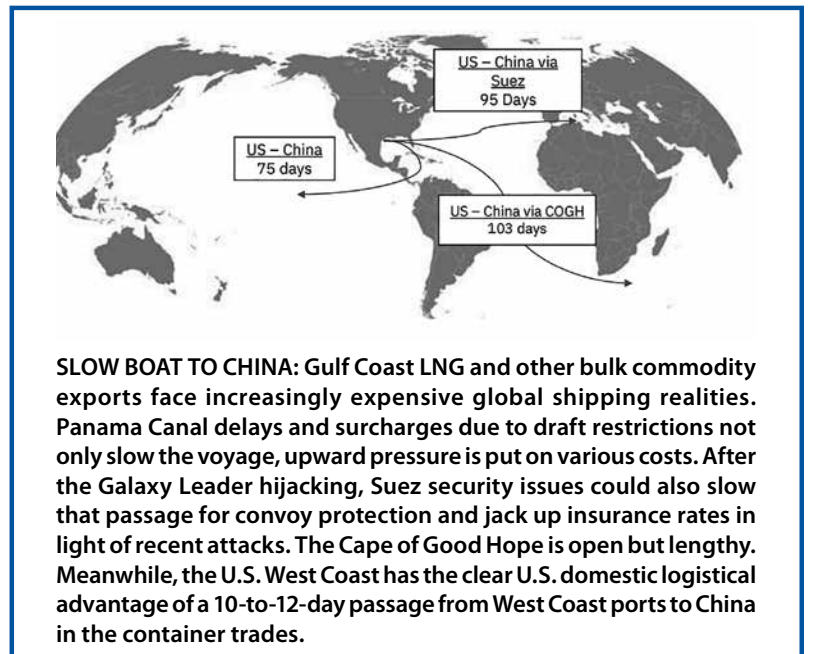 US – China via
Suez
95 Days
US – China
75 days
US – China via COGH
103 days
SLOW BOAT TO CHINA: Gulf Coast LNG and other bulk commodity
exports face increasingly expensive global shipping realities.
Panama Canal delays and surcharges due to draft restrictions not
only slow the voyage, upward pressure is put on various costs. After
the Galaxy Leader hijacking, Suez security issues could also slow
that passage for convoy protection and jack up insurance rates in
light of recent attacks. The Cape of Good Hope is open but lengthy.
Meanwhile, the U.S. West Coast has the clear U.S. domestic logistical
advantage of a 10-to-12-day passage from West Coast ports to China
in the container trades.